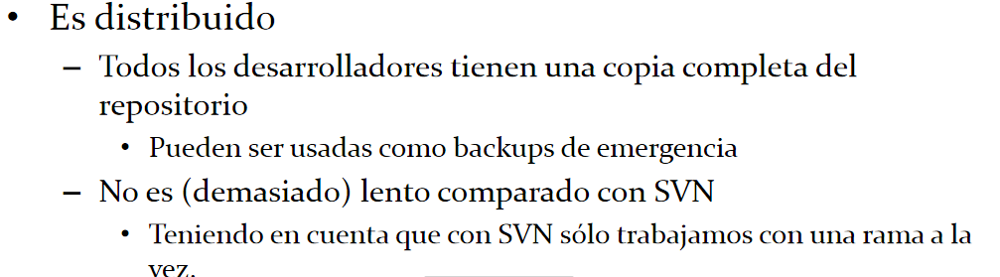 • Es distribuido
– Todos los desarrolladores tienen una copia completa del
repositorio
• Pueden ser usadas como backups de emergencia
– No es (demasiado) lento comparado con SVN
• Teniendo en cuenta que con SVN sólo trabajamos con una rama a la
vez.